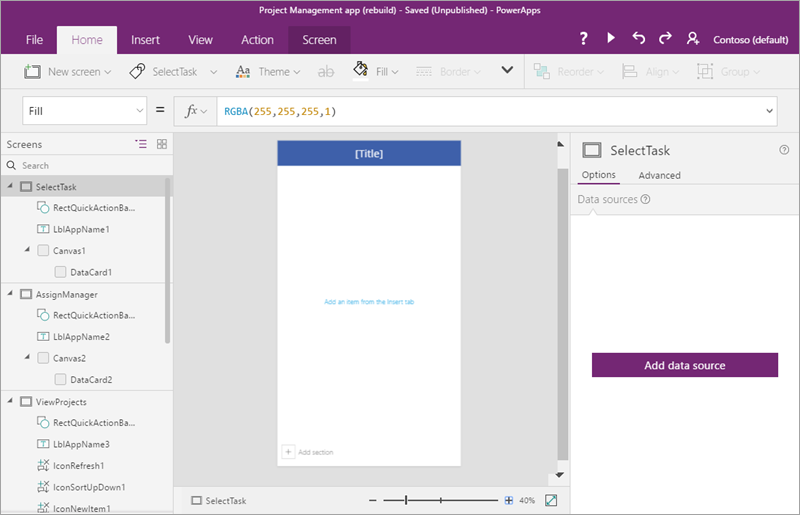 Project Management app (rebuild) - Saved (Unpublished) - PowerApps
File Home Insert View Action Screen ? Contoso (default)
New screen SelectTask Aa Theme ab Fill Border Reorder Align Group
Fill = fx RGBA(255,255,255,1)
Screens
Search
SelectTask
RectQuickActionBa...
LblAppName1
Canvas1
DataCard1
AssignManager
RectQuickActionBa...
LblAppName2
Canvas2
DataCard2
ViewProjects
RectQuickActionBa...
LblAppName3
IconRefresh1
IconSortUpDown1
IconNewItem1
[Title]
Add an item from the Insert tab
Add section
SelectTask 40%
SelectTask
Options Advanced
Data sources
Add data source